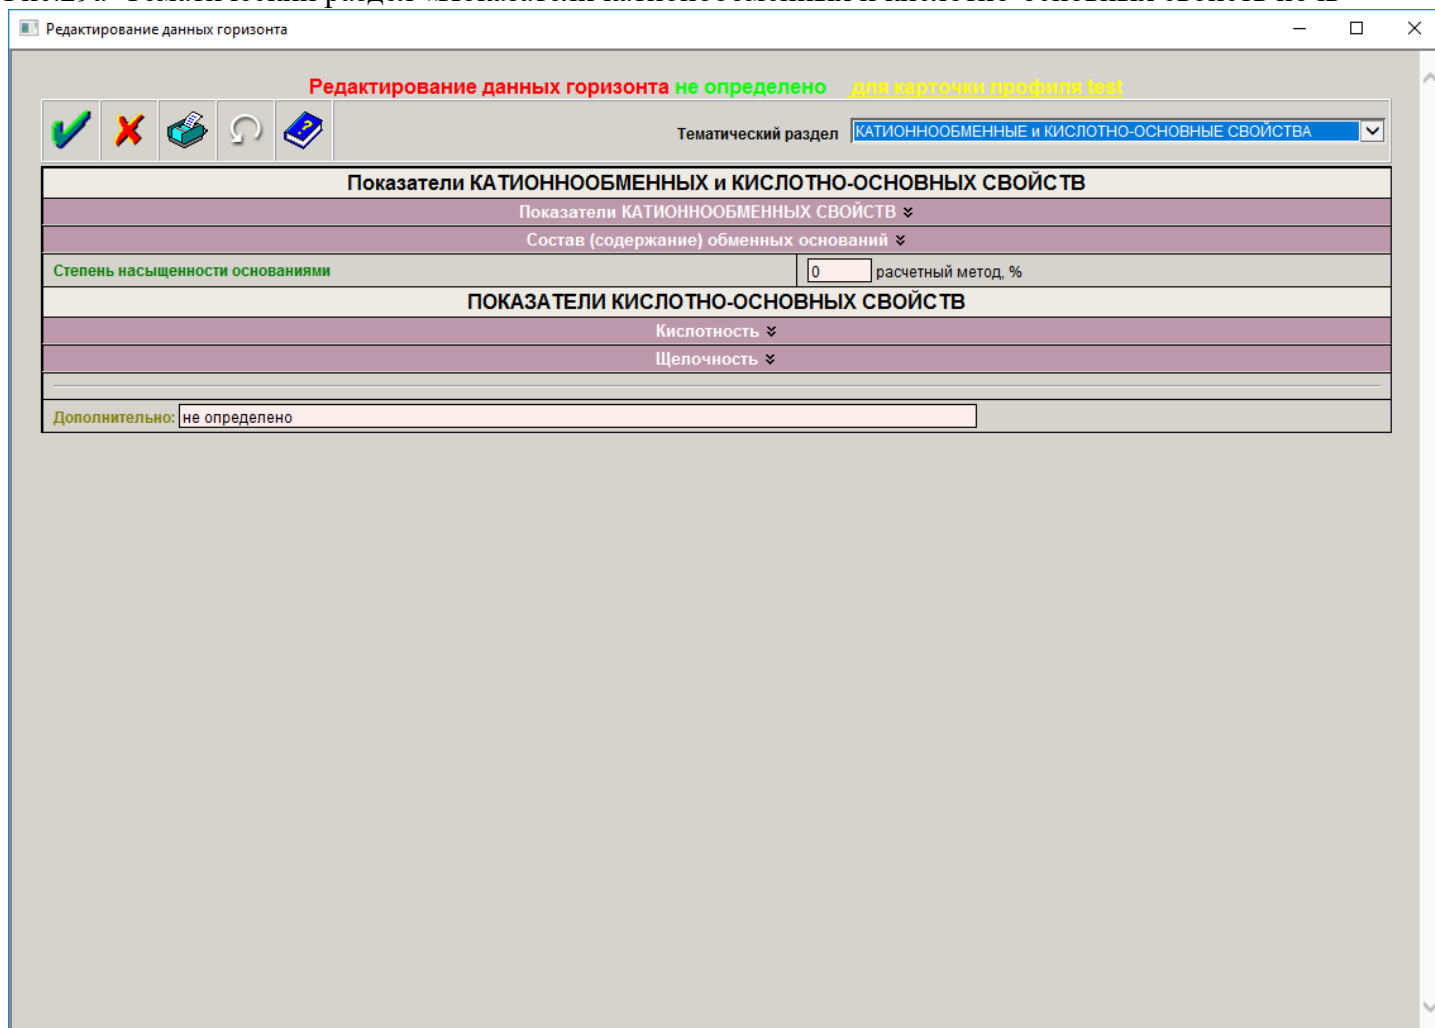 Редактирование данных горизонта
Редактирование данных горизонта не определено для карточки профиля test
Тематический раздел КАТИОННООБМЕННЫЕ и КИСЛОТНО-ОСНОВНЫЕ СВОЙСТВА
Показатели КАТИОННООБМЕННЫХ и КИСЛОТНО-ОСНОВНЫХ СВОЙСТВ
Показатели КАТИОННООБМЕННЫХ СВОЙСТВ
Состав (содержание) обменных оснований
Степень насыщенности основаниями 0 расчетный метод, %
ПОКАЗАТЕЛИ КИСЛОТНО-ОСНОВНЫХ СВОЙСТВ
Кислотность
Щелочность
Дополнительно: не определено